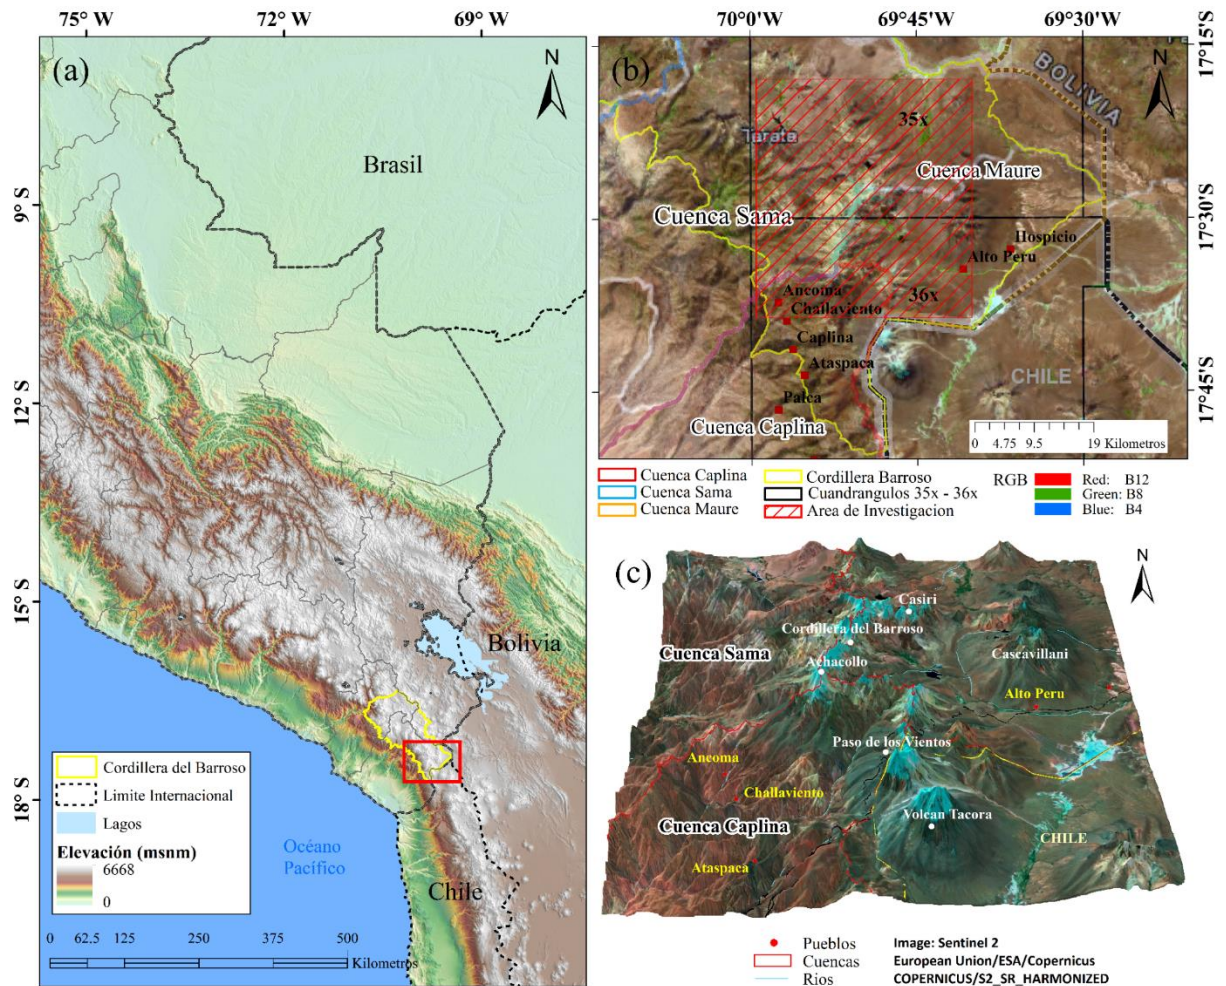 75° W
72° W
69° W
(a)
N
Brasil
Bolivia
Chile
Océano
Pacífico
9°S
12°S
15°S
18°S
Cordillera del Barroso
Limite Internacional
Lagos
Elevación (msnm)
6668
0
0 62.5 125 250 375 500
Kilometros
70°0' W
69°45' W
69°30' W
(b)
N
BOLIVIA
35x
Tarata
Cuenca Maure
Cuenca Sama
Hospicio
Alto Peru
36x
Ancoma
Challaviento
Caplina
Ataspaca
Palca
Cuenca Caplina
CHILE
0 4.75 9.5 19 Kilometros
17°15'S
17°30'S
17°45'S
Cuenca Caplina
Cuenca Sama
Cuenca Maure
Cordillera Barroso
Cuandrangulos 35x - 36x
Area de Investigacion
RGB
Red: B12
Green: B8
Blue: B4
(c)
N
Casiri
Cordillera del Barroso
Cuenca Sama
Achacollo
Cascavillani
Alto Peru
Paso de los Vientos
Ancoma
Challaviento
Volcan Tacora
Cuenca Caplina
CHILE
Ataspaca
Pueblos
Cuencas
Rios
Image: Sentinel 2
European Union/ESA/Copernicus
COPERNICUS/S2_SR_HARMONIZED